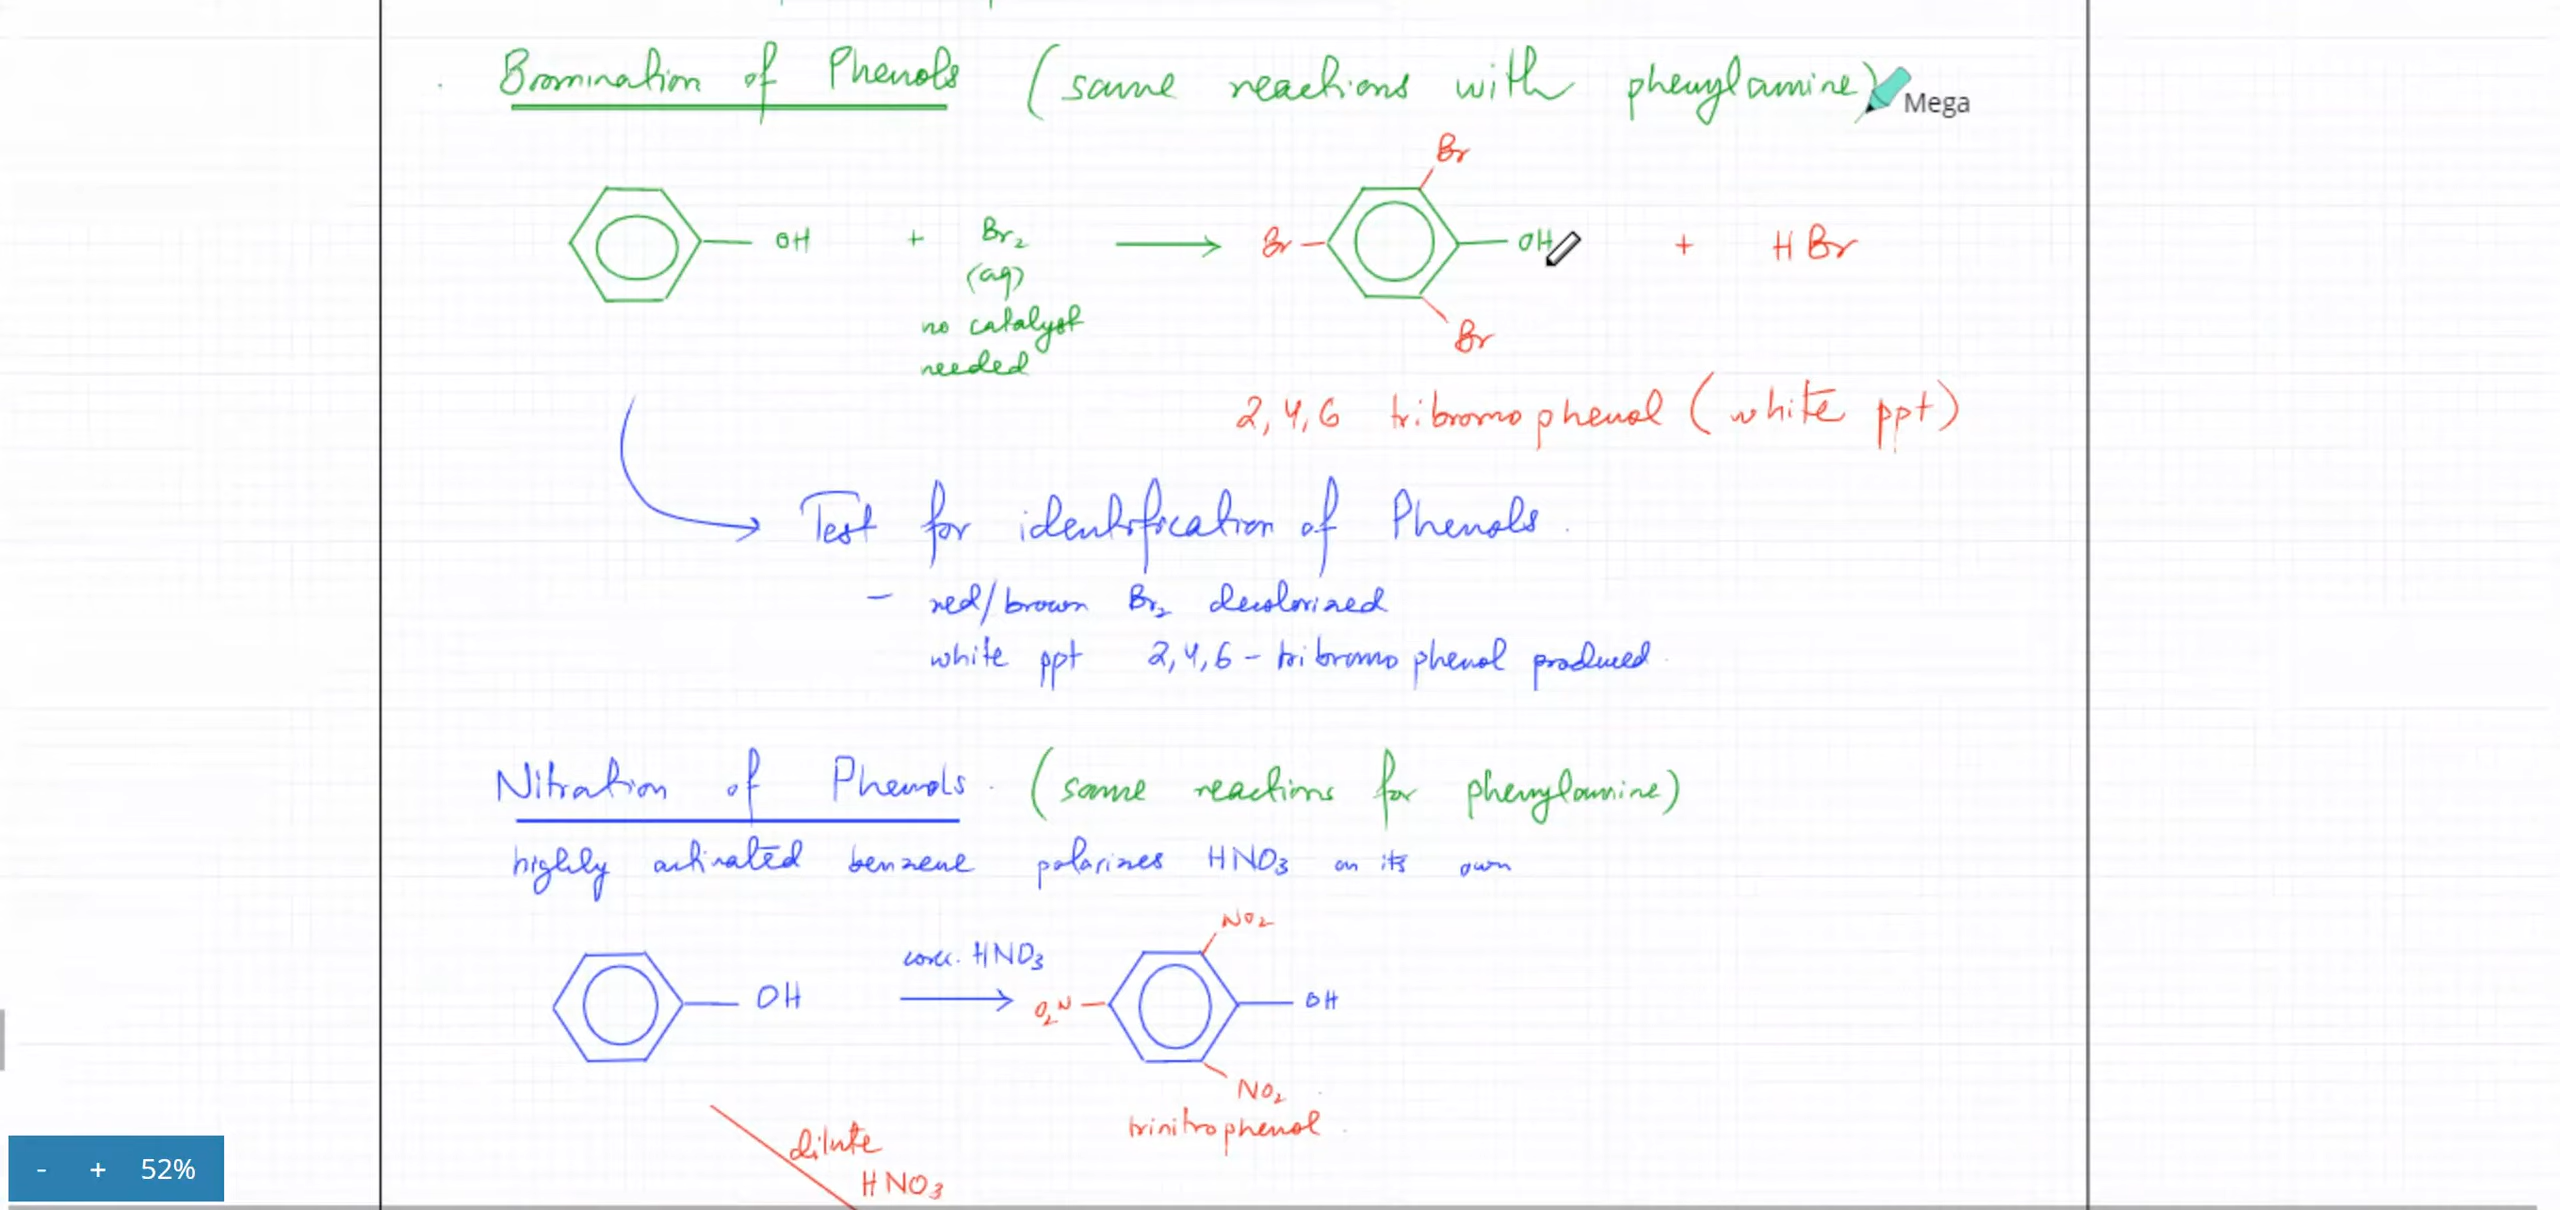 Bromination of Phenols (same reactions with phenylamine)
Mega
Br
OH + Br2 Br OH + HBr
(aq)
no catalyst
needed
Br
2,4,6 tribromophenol (white ppt)
Test for identification of Phenols.
- red/brown Br2 decolorized
white ppt 2,4,6-tribromophenol produced
Nitration of Phenols. (same reactions for phenylamine)
highly activated benzene polarizes HNO3 on its own
NO2
conc. HNO3
OH O2N OH
NO2
trinitrophenol
dilute
HNO3
- + 52%